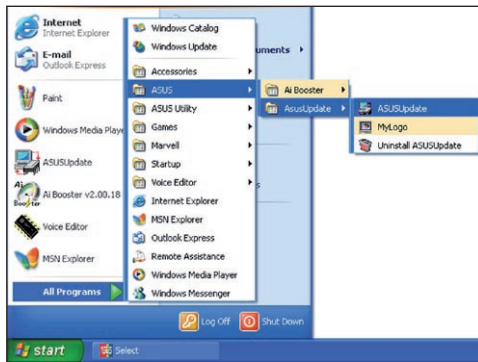 Internet
Internet Explorer
E-mail
Outlook Express
Paint
Windows Media Playe
ASUSUpdate
Ai Booster v2.00.18
Voice Editor
MSN Explorer
All Programs
Windows Catalog
Windows Update
Accessories
ASUS
ASUS Utility
Games
Marvell
Startup
Voice Editor
Internet Explorer
MSN Explorer
Outlook Express
Remote Assistance
Windows Media Player
Windows Messenger
uments
s
Ai Booster
AsusUpdate
ASUSUpdate
MyLogo
Uninstall ASUSUpdate
Log Off
Shut Down
start
Select